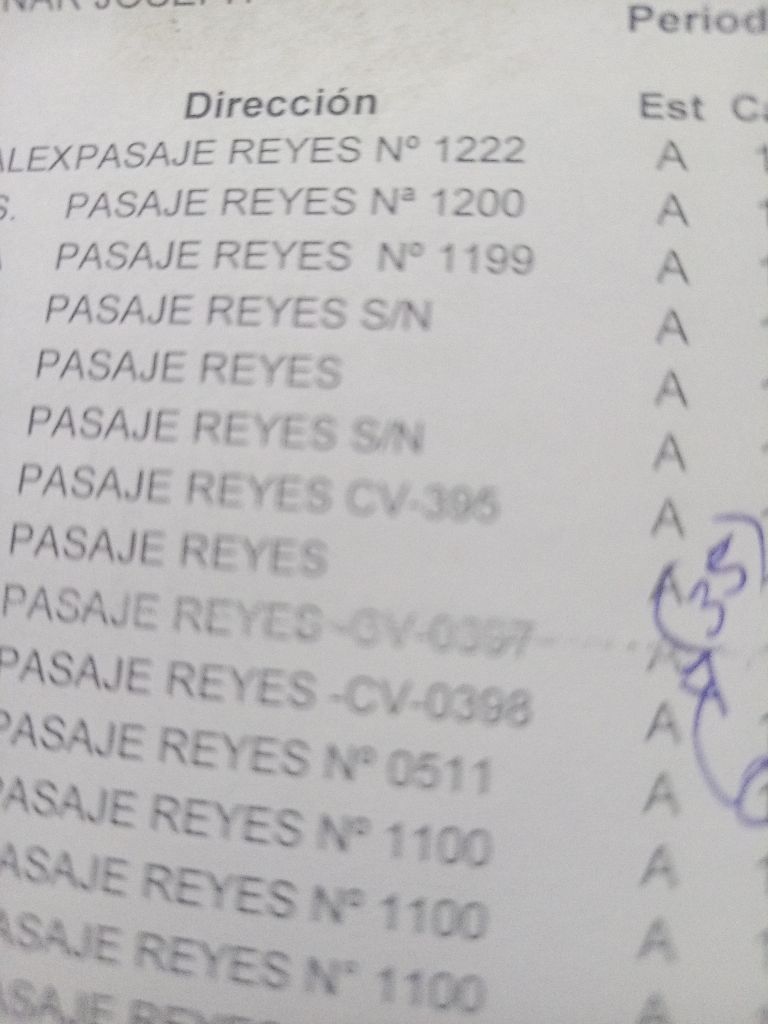 Period
Dirección Est
ALEXPASAJE REYES Nº 1222 A
S. PASAJE REYES Nª 1200 A
PASAJE REYES Nº 1199 A
PASAJE REYES S/N A
PASAJE REYES A
PASAJE REYES S/N A
PASAJE REYES CV-395 A
PASAJE REYES A 35
PASAJE REYES -CV-0397 A
PASAJE REYES -CV-0398 A
PASAJE REYES Nº 0511 A
PASAJE REYES Nº 1100 A
PASAJE REYES Nº 1100 A
PASAJE REYES Nº 1100 A